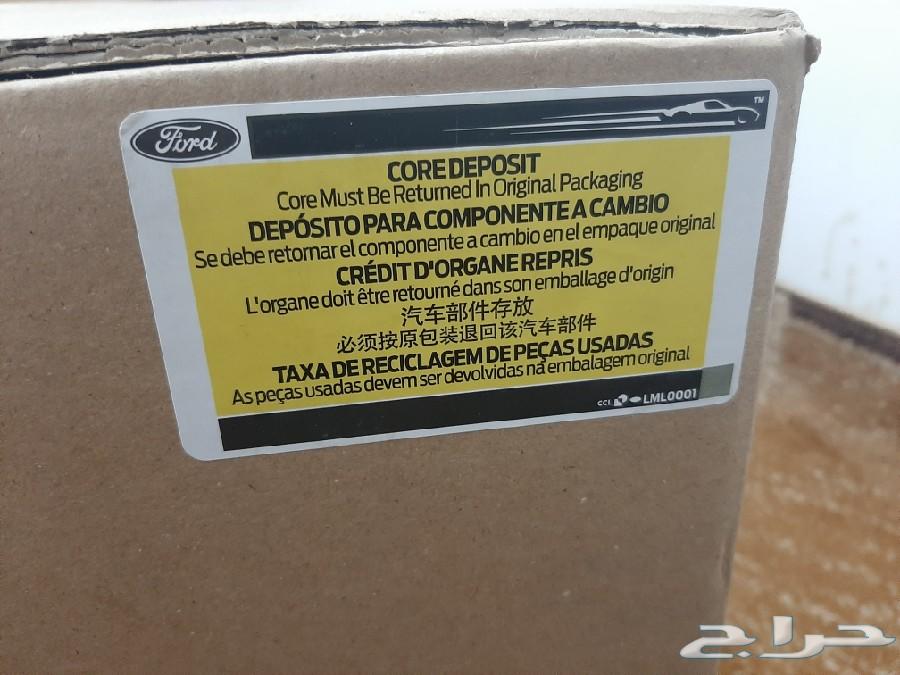 Ford
TM
CORE DEPOSIT
Core Must Be Returned In Original Packaging
DEPÓSITO PARA COMPONENTE A CAMBIO
Se debe retornar el componente a cambio en el empaque original
CRÉDIT D'ORGANE REPRIS
L'organe doit être retourné dans son emballage d'origin
汽车部件存放
必须按原包装退回该汽车部件
TAXA DE RECICLAGEM DE PEÇAS USADAS
As peças usadas devem ser devolvidas na embalagem original
CCL LML0001
حراج